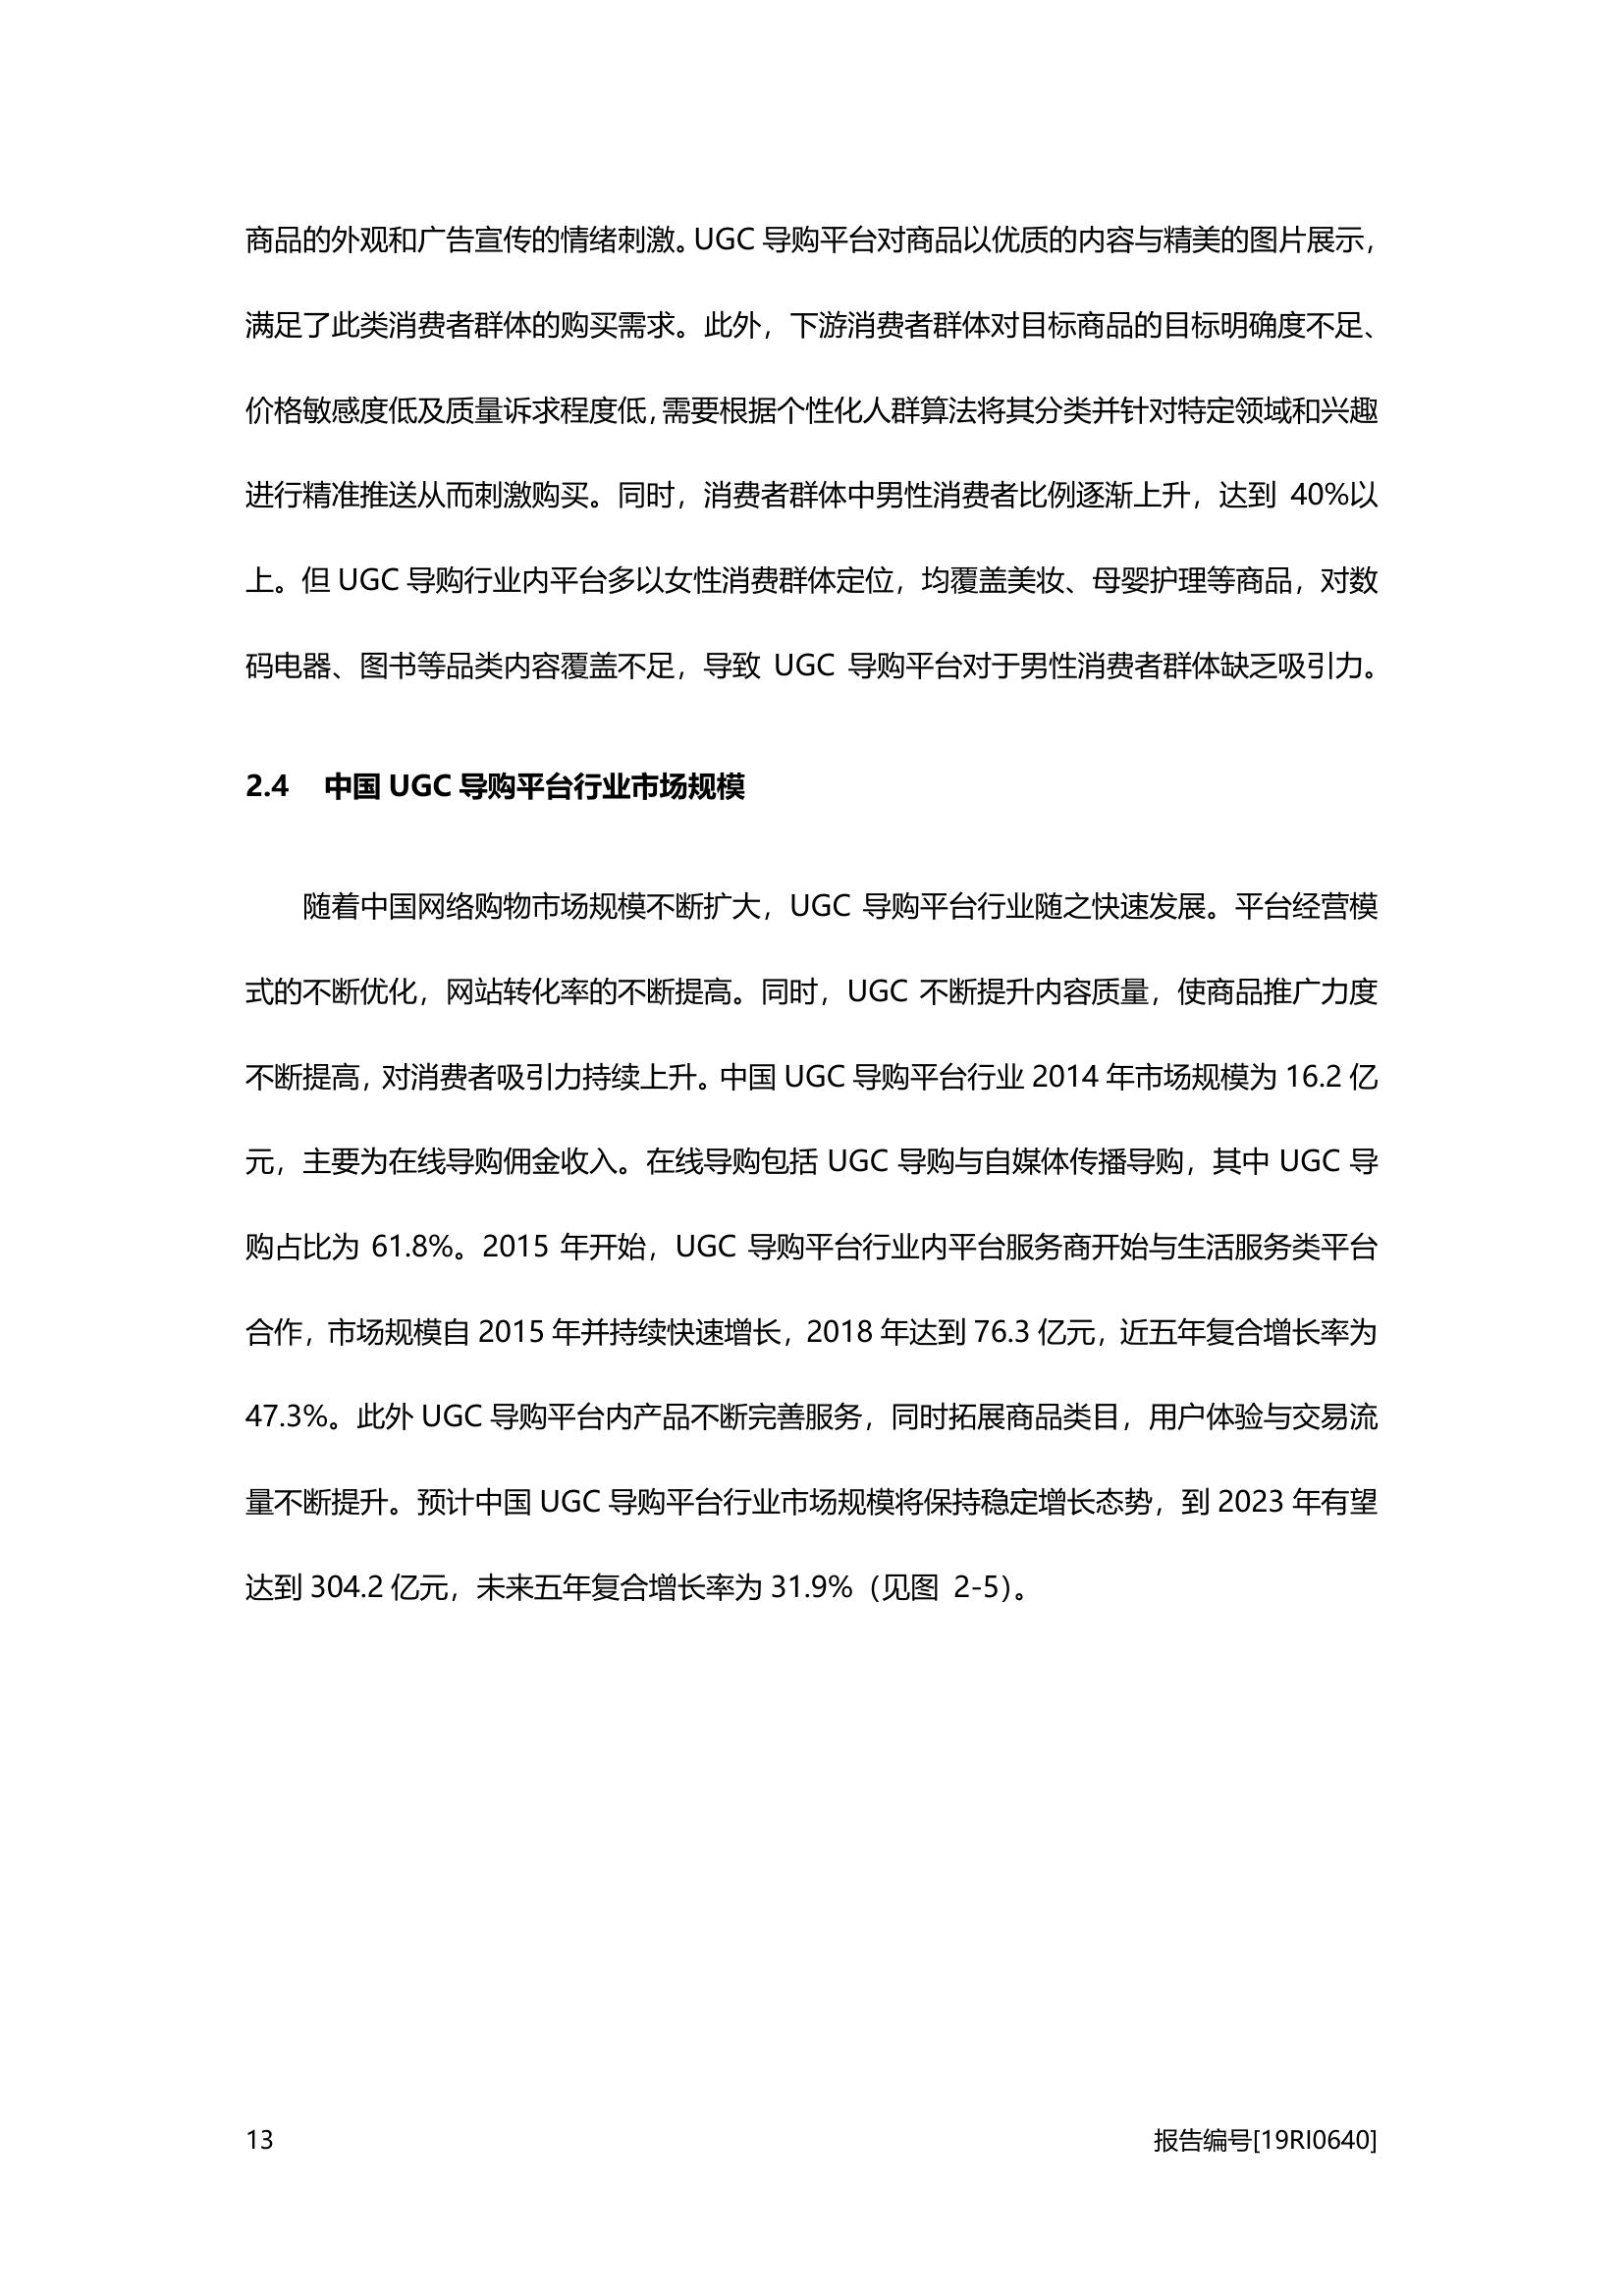 商品的外观和广告宣传的情绪刺激。UGC 导购平台对商品以优质的内容与精美的图片展示，
满足了此类消费者群体的购买需求。此外，下游消费者群体对目标商品的目标明确度不足、
价格敏感度低及质量诉求程度低，需要根据个性化人群算法将其分类并针对特定领域和兴趣
进行精准推送从而刺激购买。同时，消费者群体中男性消费者比例逐渐上升，达到 40%以
上。但 UGC 导购行业内平台多以女性消费群体定位，均覆盖美妆、母婴护理等商品，对数
码电器、图书等品类内容覆盖不足，导致 UGC 导购平台对于男性消费者群体缺乏吸引力。
2.4 中国 UGC 导购平台行业市场规模
随着中国网络购物市场规模不断扩大，UGC 导购平台行业随之快速发展。平台经营模
式的不断优化，网站转化率的不断提高。同时，UGC 不断提升内容质量，使商品推广力度
不断提高，对消费者吸引力持续上升。中国 UGC 导购平台行业 2014 年市场规模为 16.2 亿
元，主要为在线导购佣金收入。在线导购包括 UGC 导购与自媒体传播导购，其中 UGC 导
购占比为 61.8%。2015 年开始，UGC 导购平台行业内平台服务商开始与生活服务类平台
合作，市场规模自 2015 年并持续快速增长，2018 年达到 76.3 亿元，近五年复合增长率为
47.3%。此外 UGC 导购平台内产品不断完善服务，同时拓展商品类目，用户体验与交易流
量不断提升。预计中国 UGC 导购平台行业市场规模将保持稳定增长态势，到 2023 年有望
达到 304.2 亿元，未来五年复合增长率为 31.9%（见图 2-5）。
13 报告编号[19RI0640]